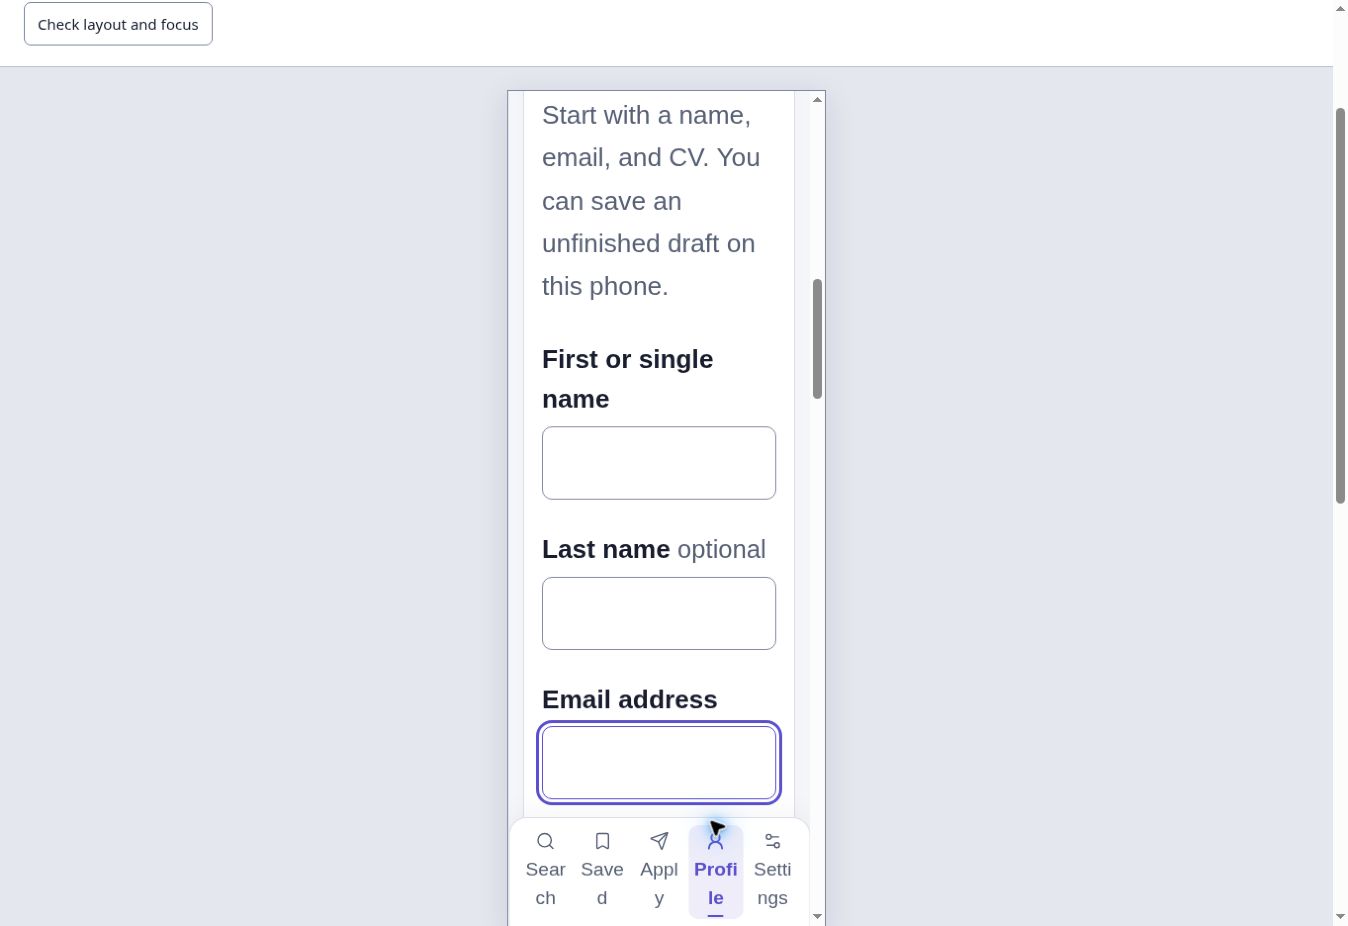 Check layout and focus
Start with a name,
email, and CV. You
can save an
unfinished draft on
this phone.
First or single
name
Last name optional
Email address
Sear
ch
Save
d
Appl
y
Profi
le
Setti
ngs